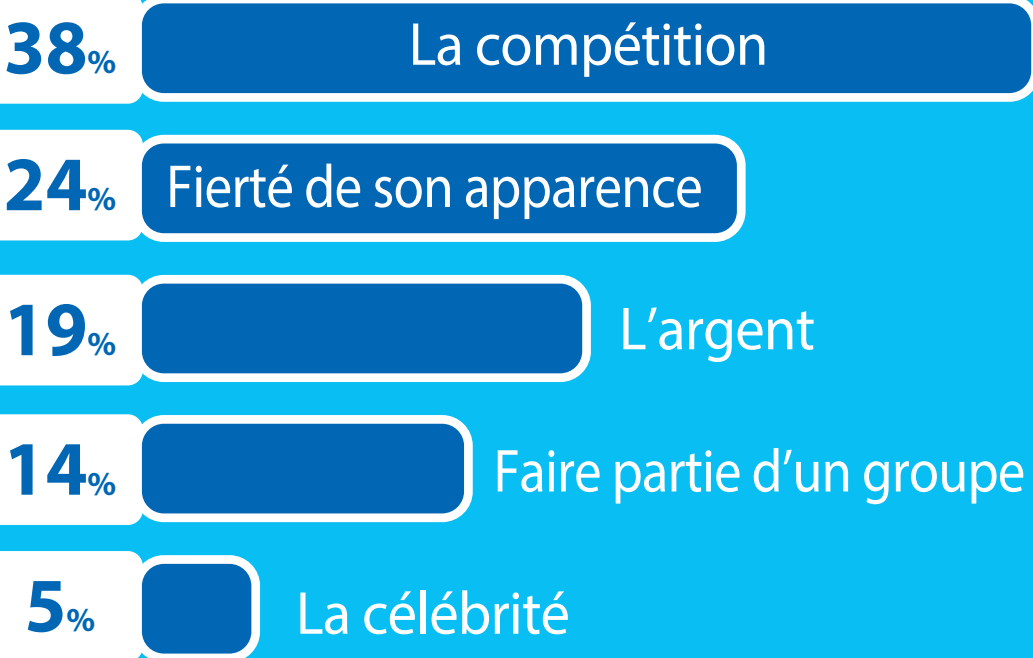 38% La compétition
24% Fierté de son apparence
19% L’argent
14% Faire partie d’un groupe
5% La célébrité